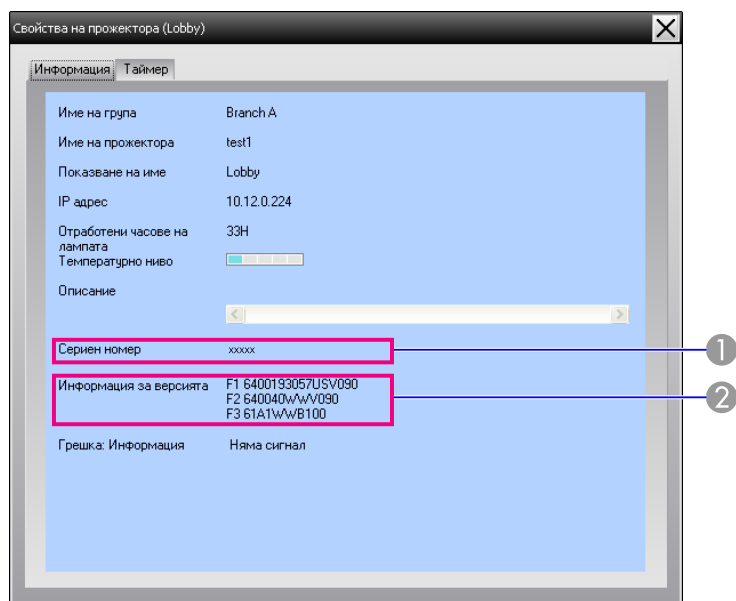 Свойства на прожектора (Lobby)
Информация Таймер
Име на група Branch A
Име на прожектора test1
Показване на име Lobby
IP адрес 10.12.0.224
Отработени часове на 33H
лампата
Температурно ниво
Описание
Сериен номер xxxxx
1
Информация за версията F1 6400193057USV090
F2 640040WWV090
2
F3 61A1WWB100
Грешка: Информация Няма сигнал